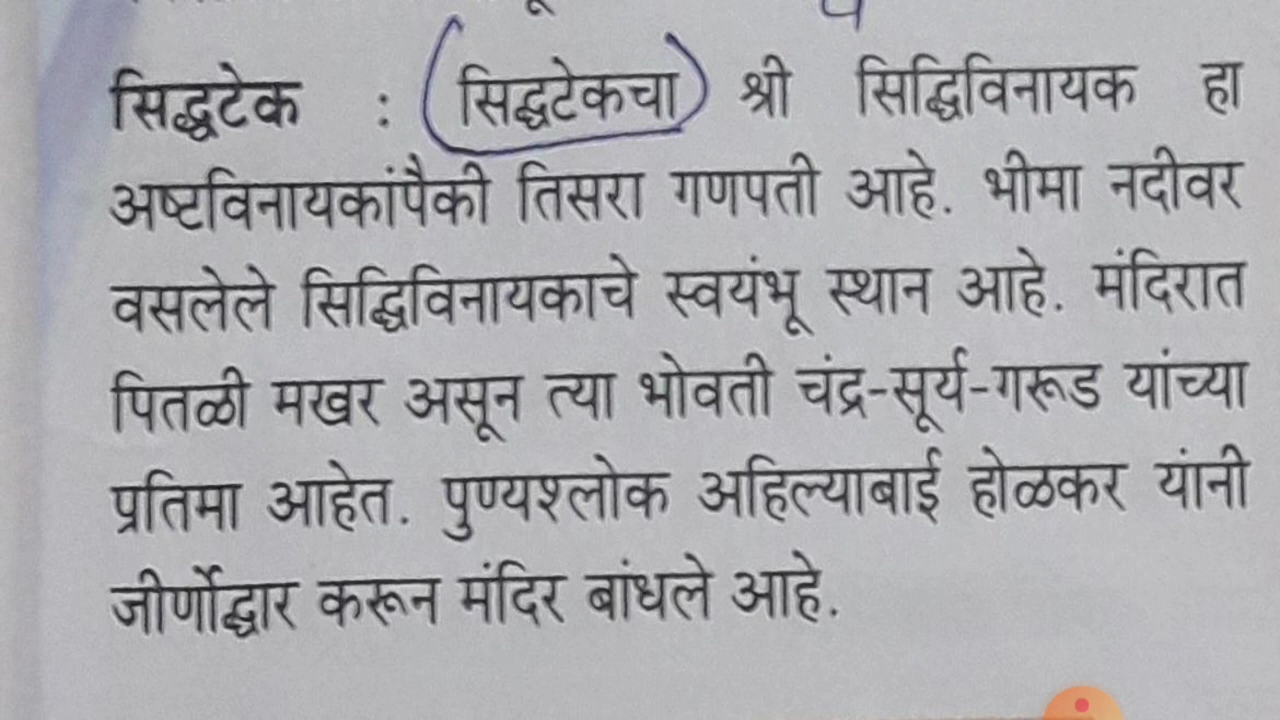 सिद्धटेक : सिद्धटेकचा श्री सिद्धिविनायक हा
अष्टविनायकांपैकी तिसरा गणपती आहे. भीमा नदीवर
वसलेले सिद्धिविनायकाचे स्वयंभू स्थान आहे. मंदिरात
पितळी मखर असून त्या भोवती चंद्र-सूर्य-गरूड यांच्या
प्रतिमा आहेत. पुण्यश्लोक अहिल्याबाई होळकर यांनी
जीर्णोद्धार करून मंदिर बांधले आहे.